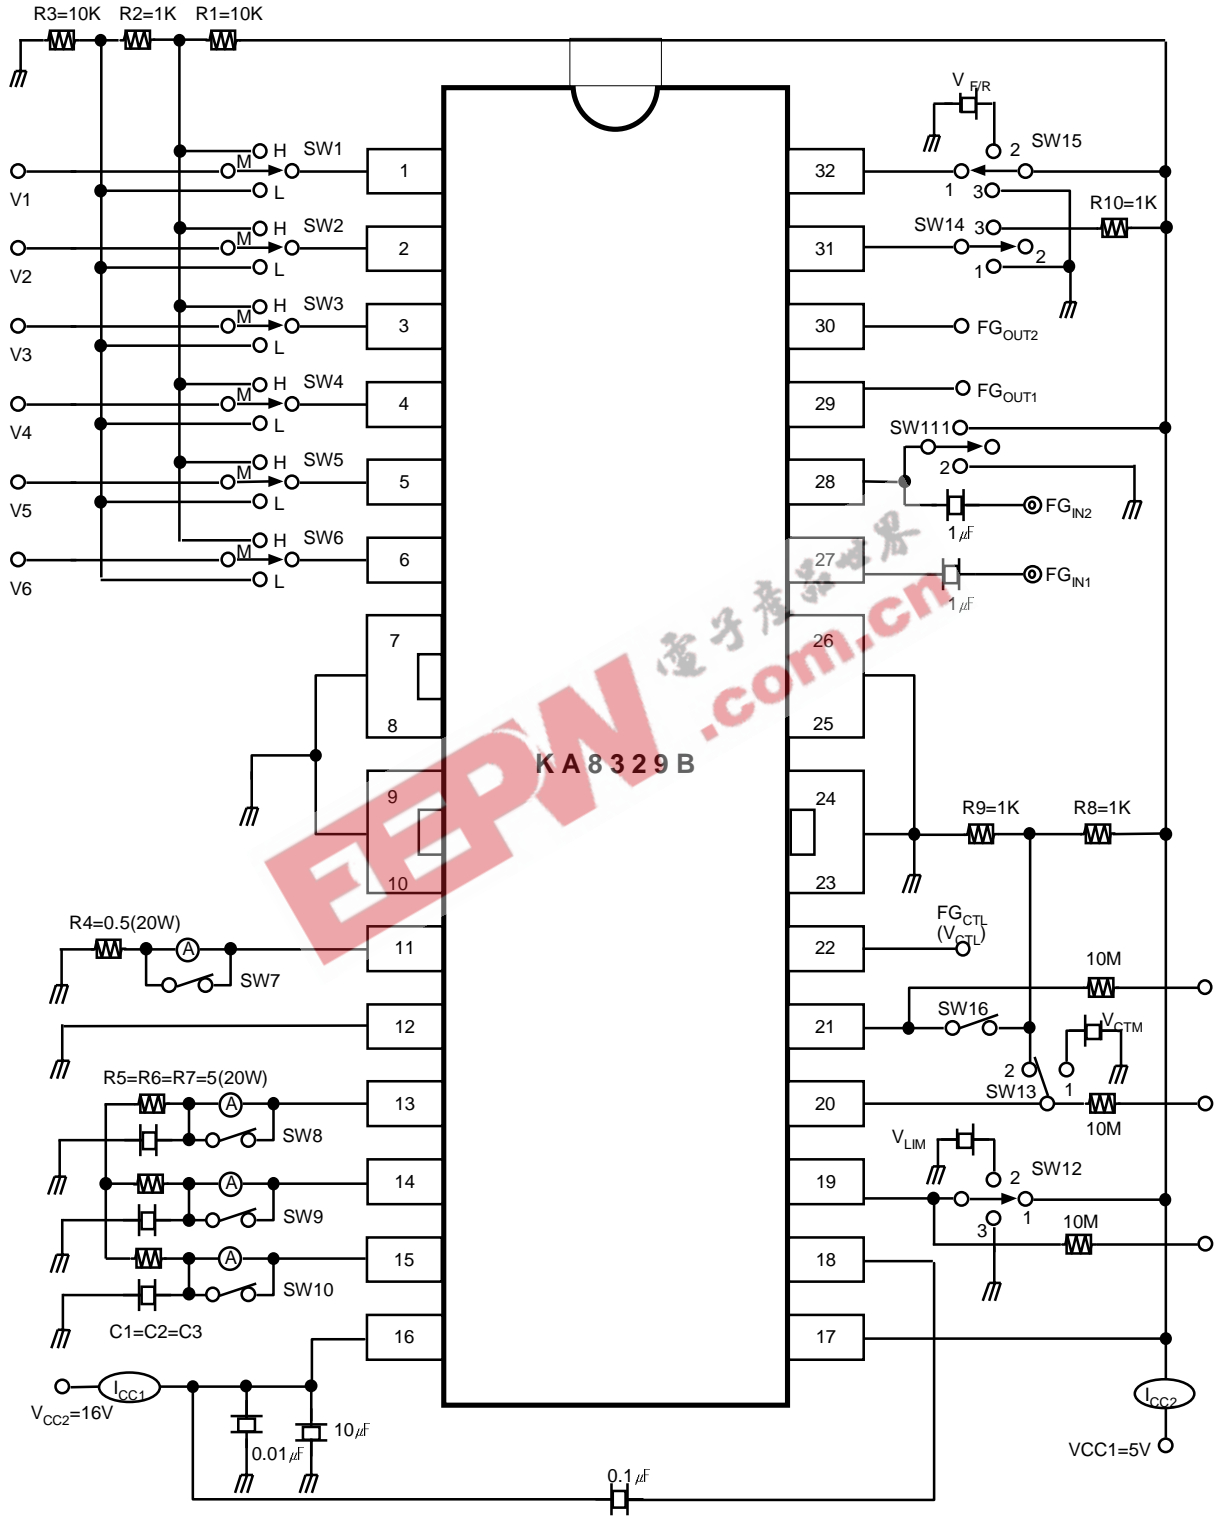 R3=10K R2=1K R1=10K
V F/R
H SW1
M
L
V1
1
32
2 SW15
1 3
R10=1K
H SW2
M
L
V2
2
31
SW14 3
2
1
H SW3
M
L
V3
3
30
FGOUT2
H SW4
M
L
V4
4
29
FGOUT1
SW111
2
H SW5
M
L
V5
5
28
FGIN2
1μF
H SW6
M
L
V6
6
27
FGIN1
1μF
電子產品世界
.com.cn
EEPW
7
8
26
25
KA8329B
9
10
24
23
R9=1K R8=1K
R4=0.5(20W)
A
SW7
11
22
FGCTL
(VCTL)
10M
12
21
SW16
VCTM
R5=R6=R7=5(20W)
A
SW8
13
20
2
SW13 1
10M
A
SW9
14
19
VLIM
2 SW12
1
3
10M
A
SW10
15
18
C1=C2=C3
16
17
ICC1
VCC2=16V
0.01μF
10μF
ICC2
VCC1=5V
0.1μF